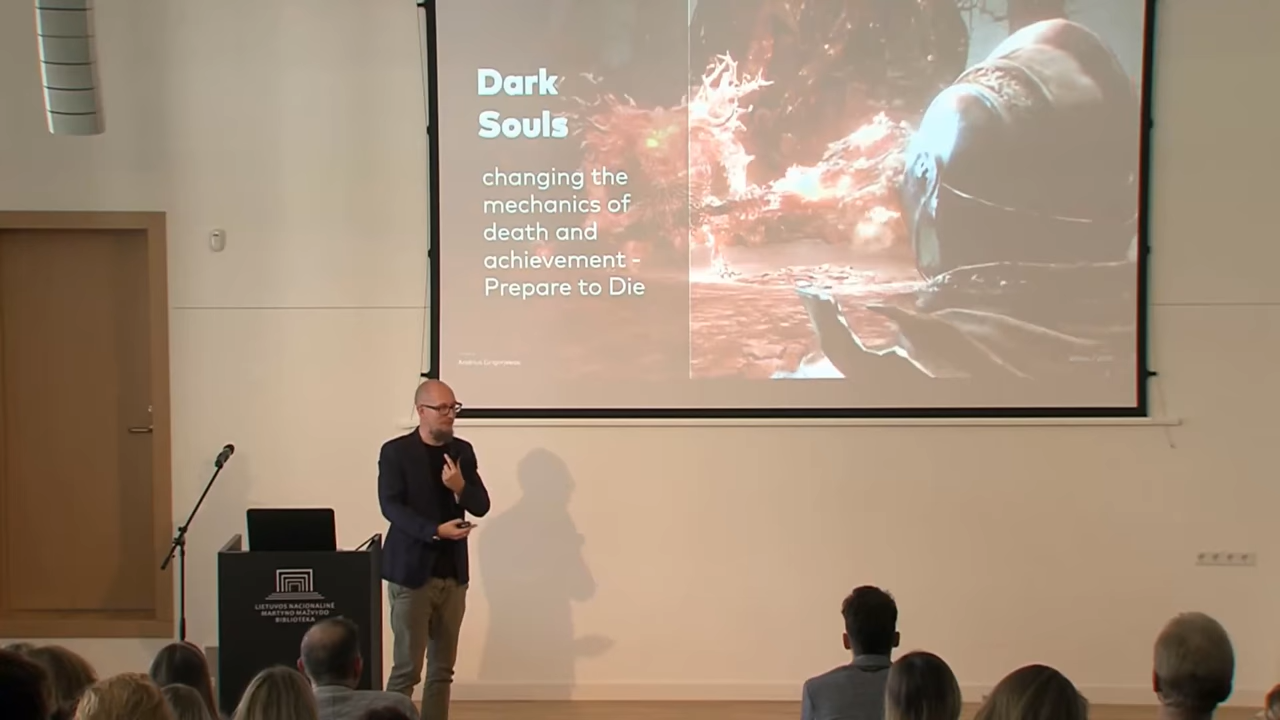 Dark
Souls
changing the
mechanics of
death and
achievement -
Prepare to Die
LIETUVOS NACIONALINĖ
MARTYNO MAŽVYDO
BIBLIOTEKA